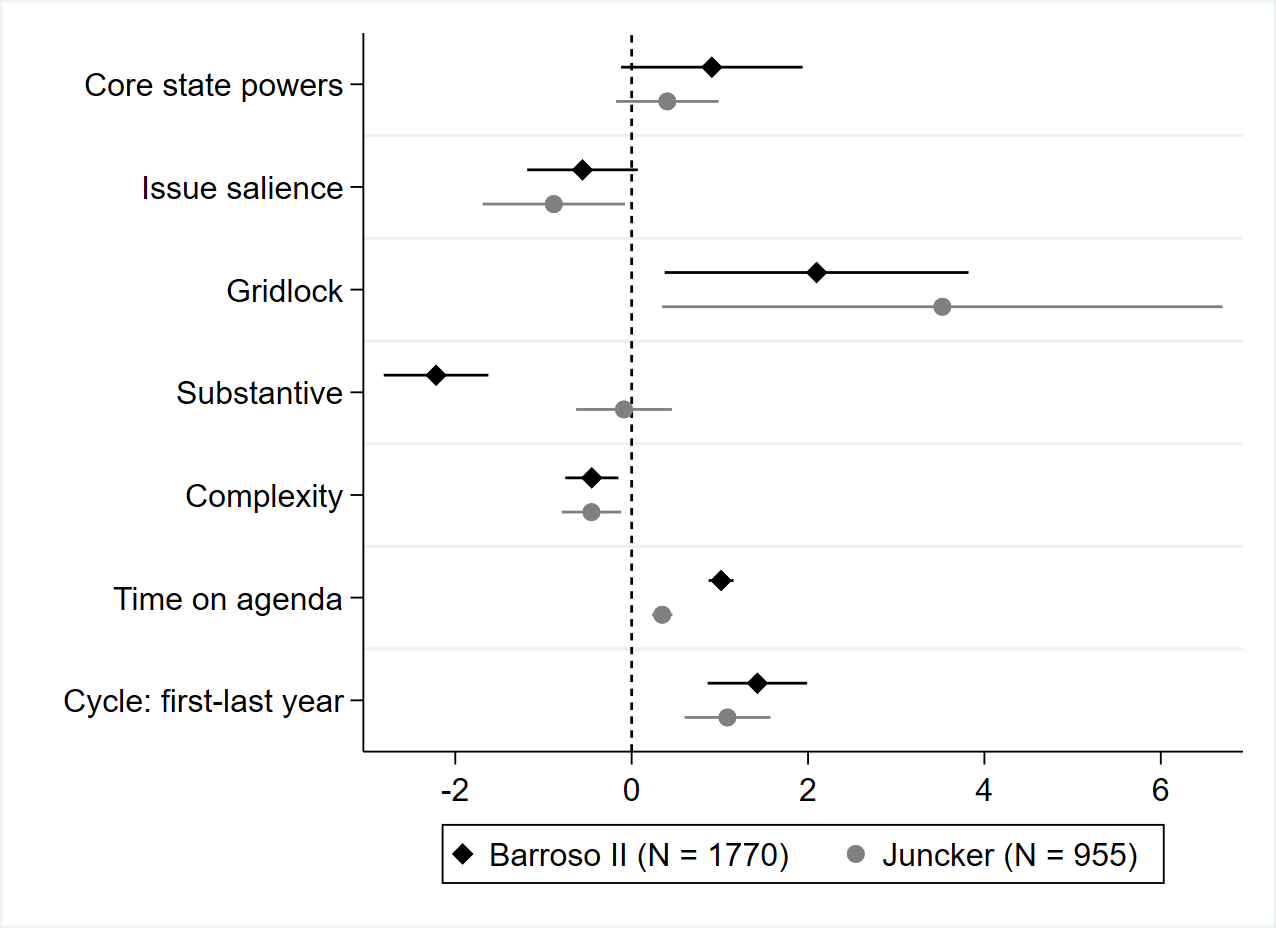 Core state powers
Issue salience
Gridlock
Substantive
Complexity
Time on agenda
Cycle: first-last year
-2 0 2 4 6
Barroso II (N = 1770) Juncker (N = 955)